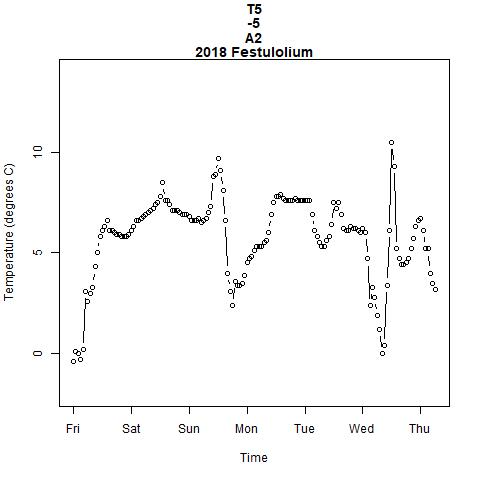 T5
-5
A2
2018 Festulolium
Temperature (degrees C)
10
5
0
Fri Sat Sun Mon Tue Wed Thu
Time